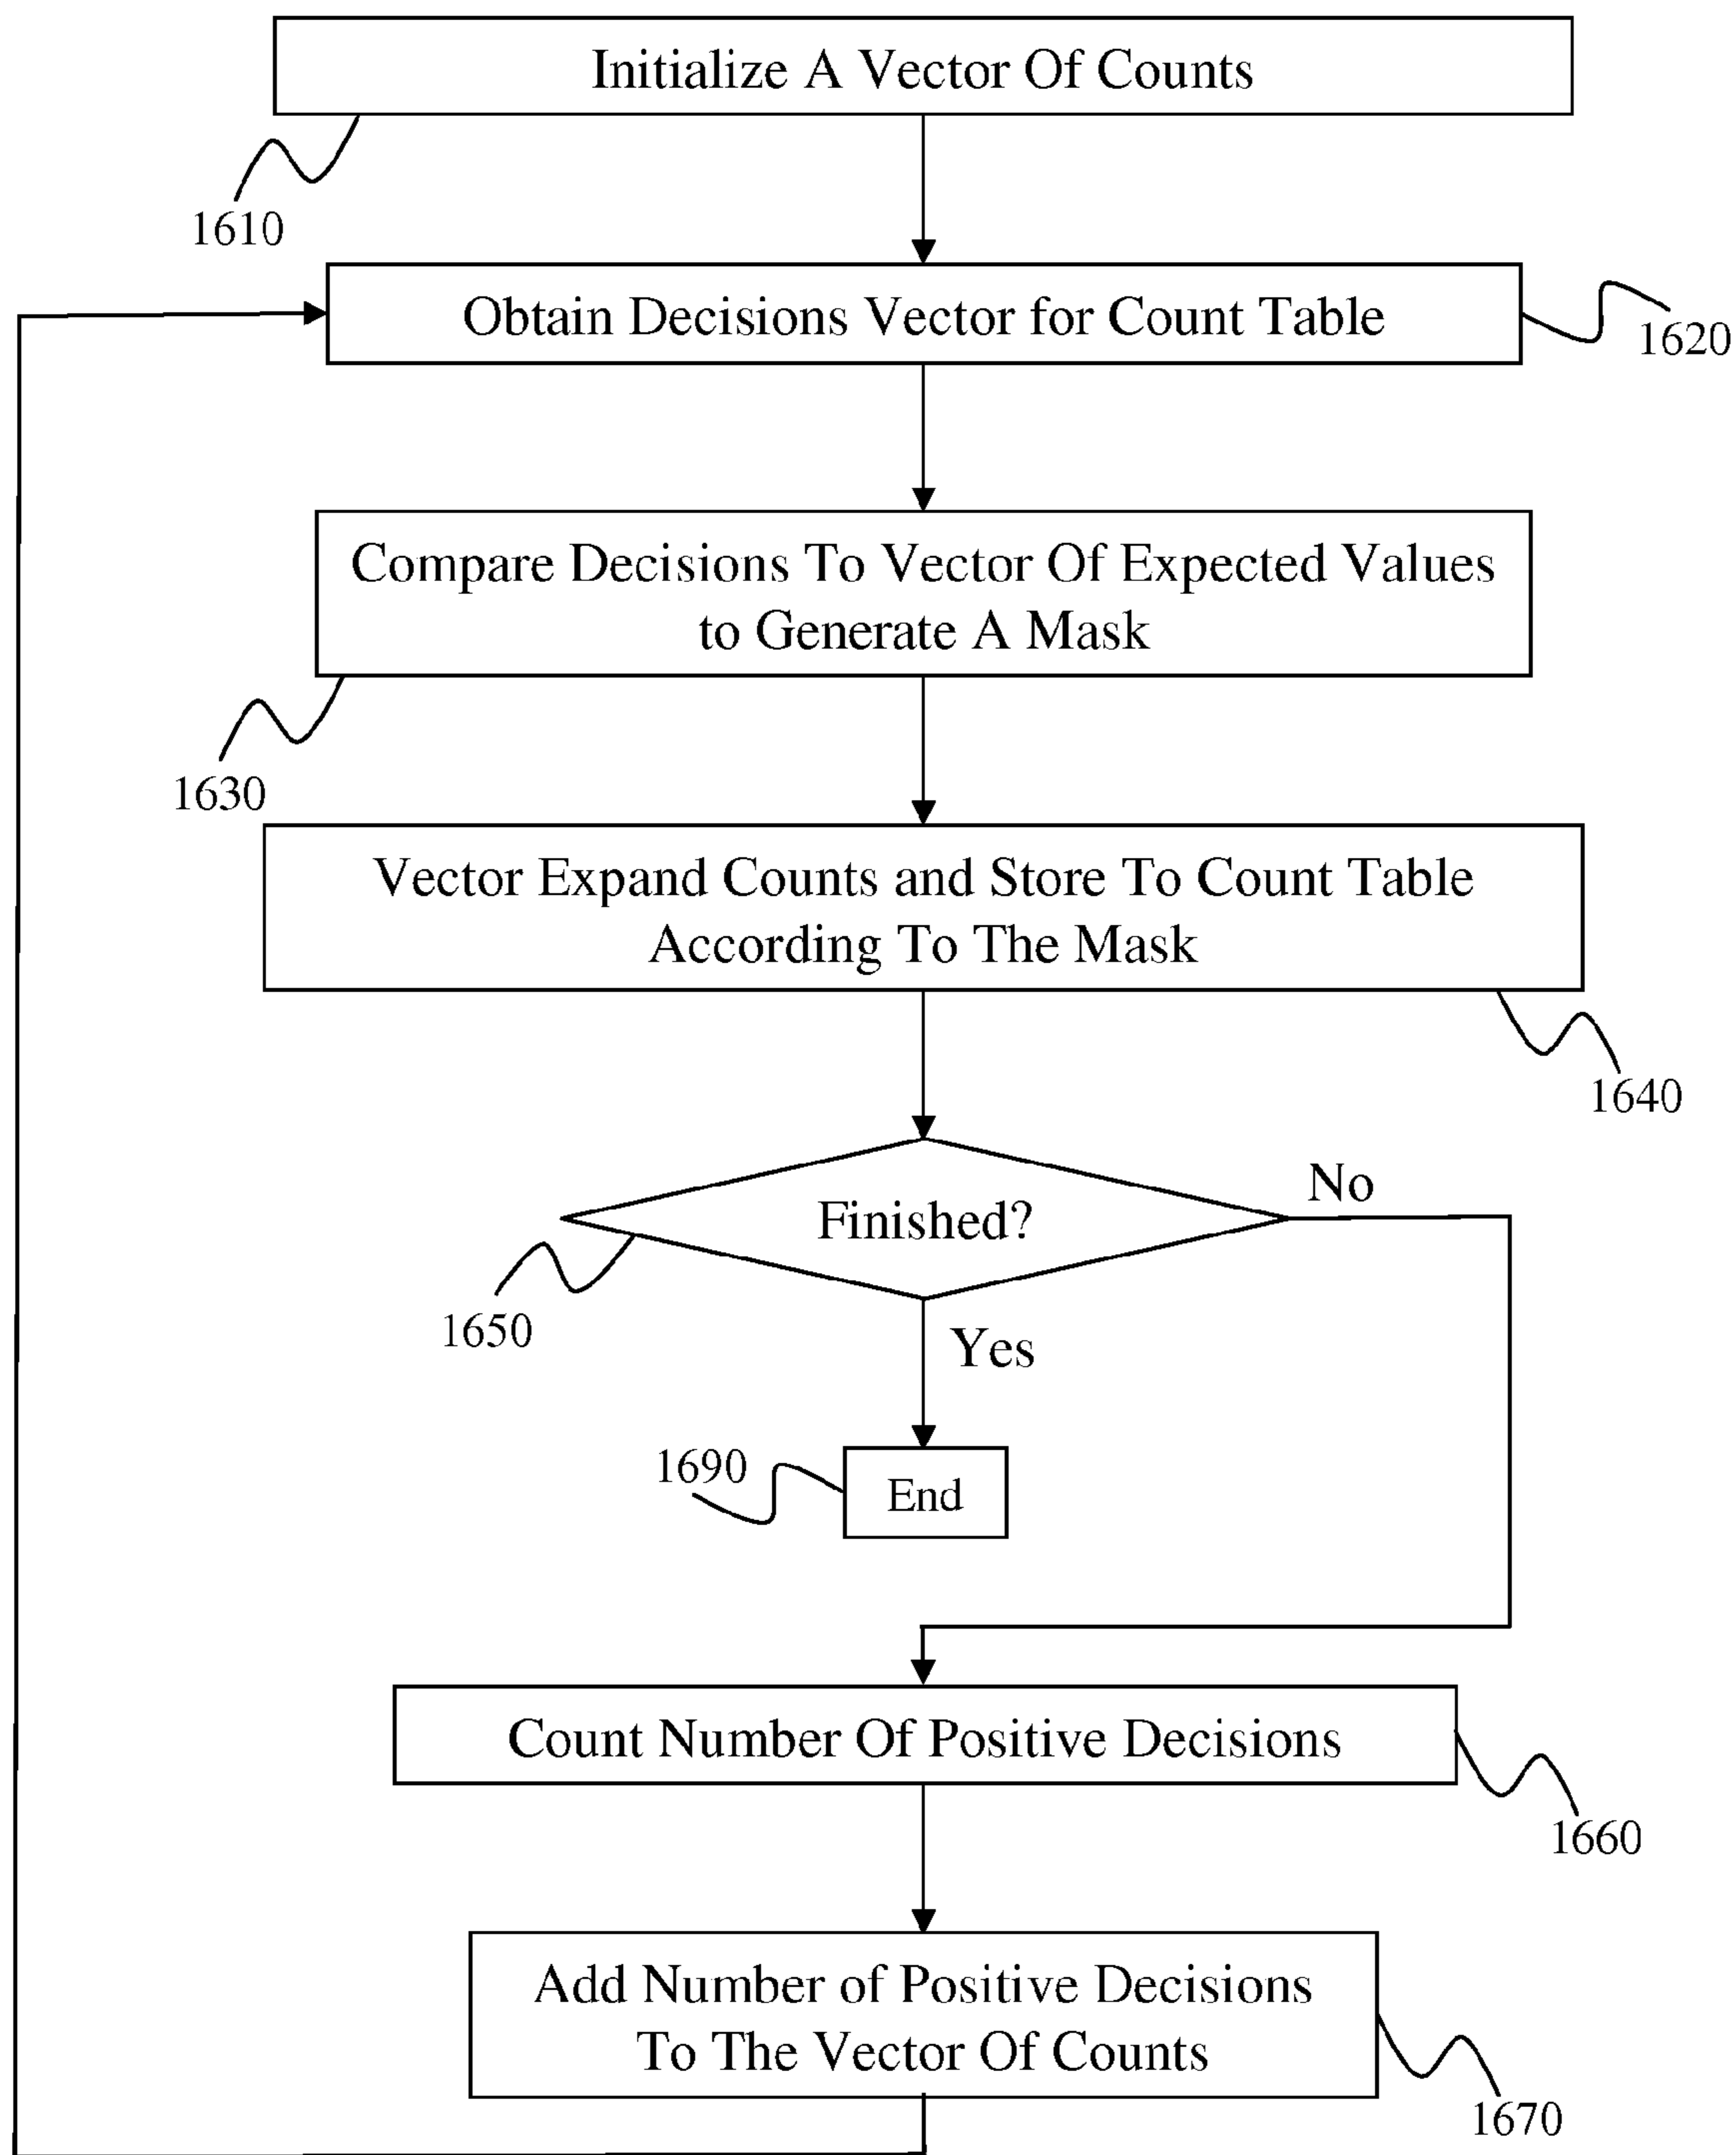 Initialize A Vector Of Counts
1610
Obtain Decisions Vector for Count Table
1620
Compare Decisions To Vector Of Expected Values
to Generate A Mask
1630
Vector Expand Counts and Store To Count Table
According To The Mask
1640
No
Finished?
1650
Yes
1690
End
Count Number Of Positive Decisions
1660
Add Number of Positive Decisions
To The Vector Of Counts
1670